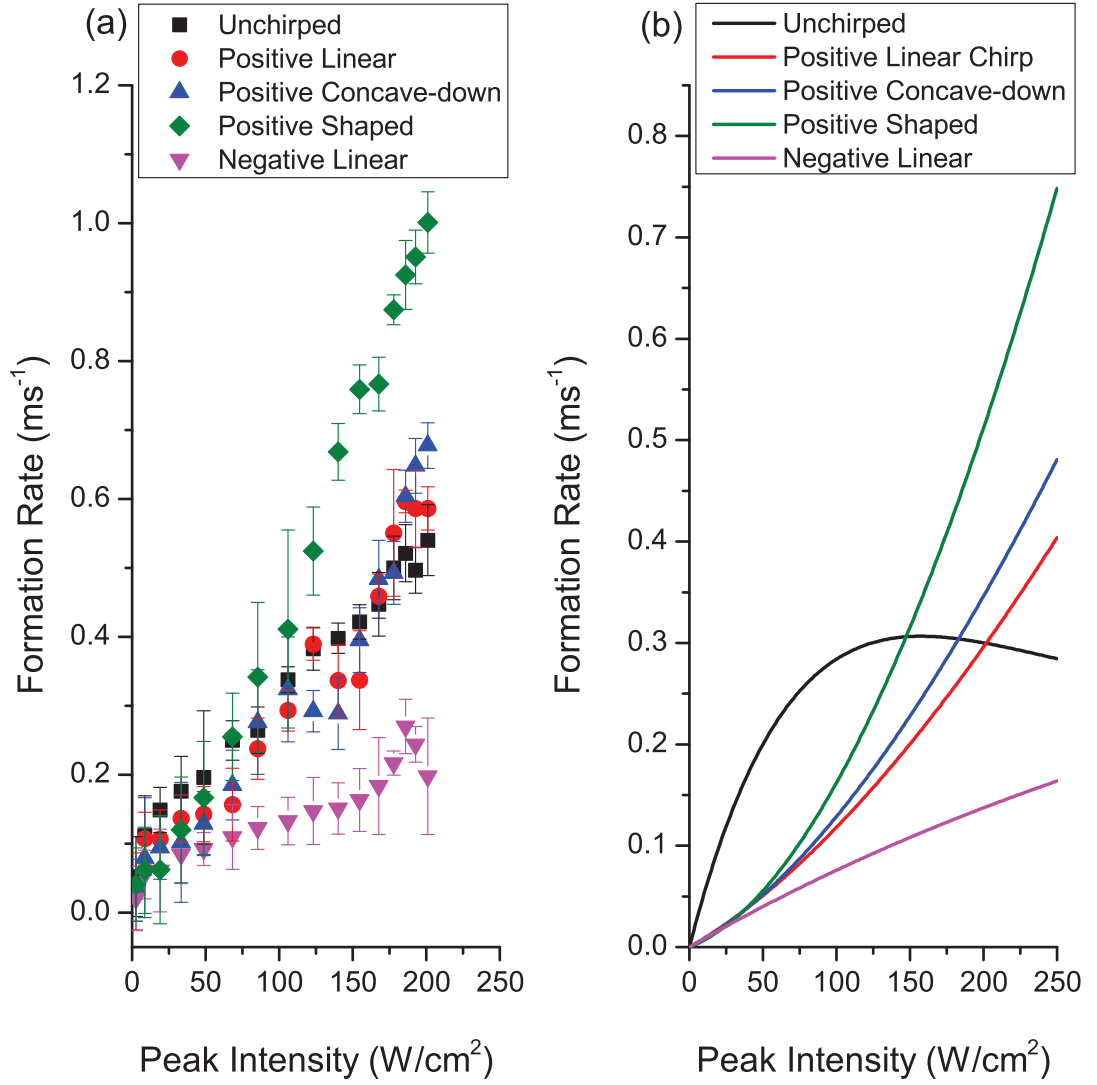 (a)
Unchirped
Positive Linear
Positive Concave-down
Positive Shaped
Negative Linear
1.2
1.0
0.8
0.6
0.4
0.2
0.0
0 50 100 150 200 250
Formation Rate (ms⁻¹)
Peak Intensity (W/cm²)
(b)
Unchirped
Positive Linear Chirp
Positive Concave-down
Positive Shaped
Negative Linear
0.8
0.7
0.6
0.5
0.4
0.3
0.2
0.1
0.0
0 50 100 150 200 250
Formation Rate (ms⁻¹)
Peak Intensity (W/cm²)